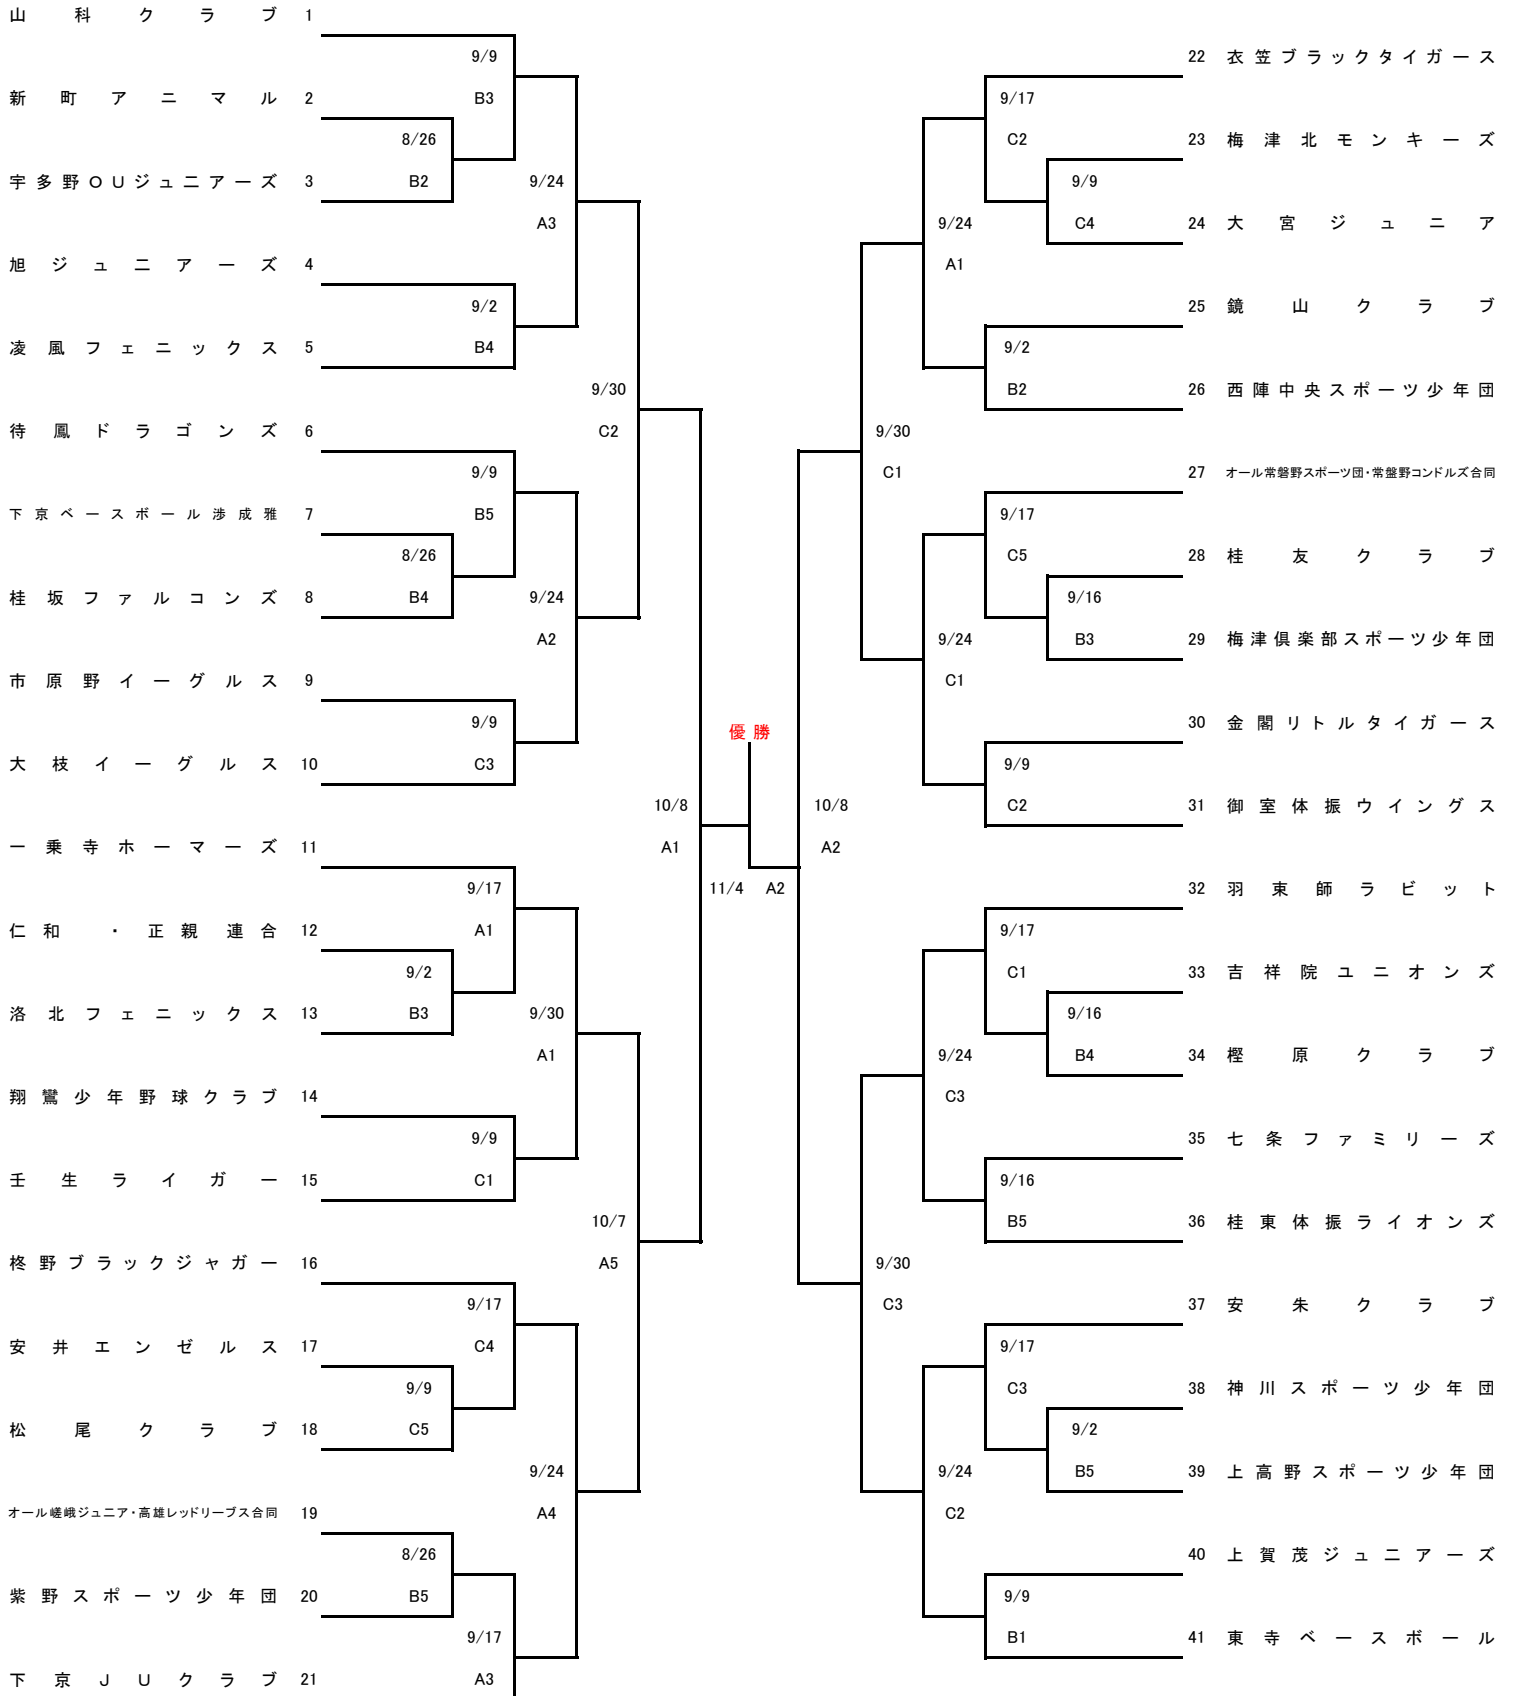 山科クラブ 1
9/9
新町アニマル 2
B3
8/26
宇多野OUジュニアーズ 3
B2
9/24
A3
旭ジュニアーズ 4
9/2
凌風フェニックス 5
B4
9/30
待鳳ドラゴンズ 6
C2
9/9
下京ベースボール渉成雅 7
B5
8/26
桂坂ファルコンズ 8
B4
9/24
A2
市原野イーグルス 9
9/9
大枝イーグルス 10
C3
10/8
一乗寺ホーマーズ 11
A1
9/17
仁和・正親連合 12
A1
9/2
洛北フェニックス 13
B3
9/30
A1
翔鸞少年野球クラブ 14
9/9
壬生ライガー 15
C1
10/7
柊野ブラックジャガー 16
A5
9/17
安井エンゼルス 17
C4
9/9
松尾クラブ 18
C5
9/24
オール嵯峨ジュニア・高雄レッドリーブス合同 19
A4
8/26
紫野スポーツ少年団 20
B5
9/17
下京JUクラブ 21
A3
優勝
11/4 A2
22 衣笠ブラックタイガース
9/17
C2
23 梅津北モンキーズ
9/9
9/24
C4
24 大宮ジュニア
A1
25 鏡山クラブ
9/2
B2
26 西陣中央スポーツ少年団
9/30
C1
27 オール常磐野スポーツ団・常盤野コンドルズ合同
9/17
C5
28 桂友クラブ
9/16
9/24
B3
29 梅津倶楽部スポーツ少年団
C1
30 金閣リトルタイガース
9/9
10/8
C2
31 御室体振ウイングス
A2
32 羽束師ラビット
9/17
C1
33 吉祥院ユニオンズ
9/16
9/24
B4
34 樫原クラブ
C3
35 七条ファミリーズ
9/16
B5
36 桂東体振ライオンズ
9/30
C3
37 安朱クラブ
9/17
C3
38 神川スポーツ少年団
9/2
9/24
B5
39 上高野スポーツ少年団
C2
40 上賀茂ジュニアーズ
9/9
B1
41 東寺ベースボール